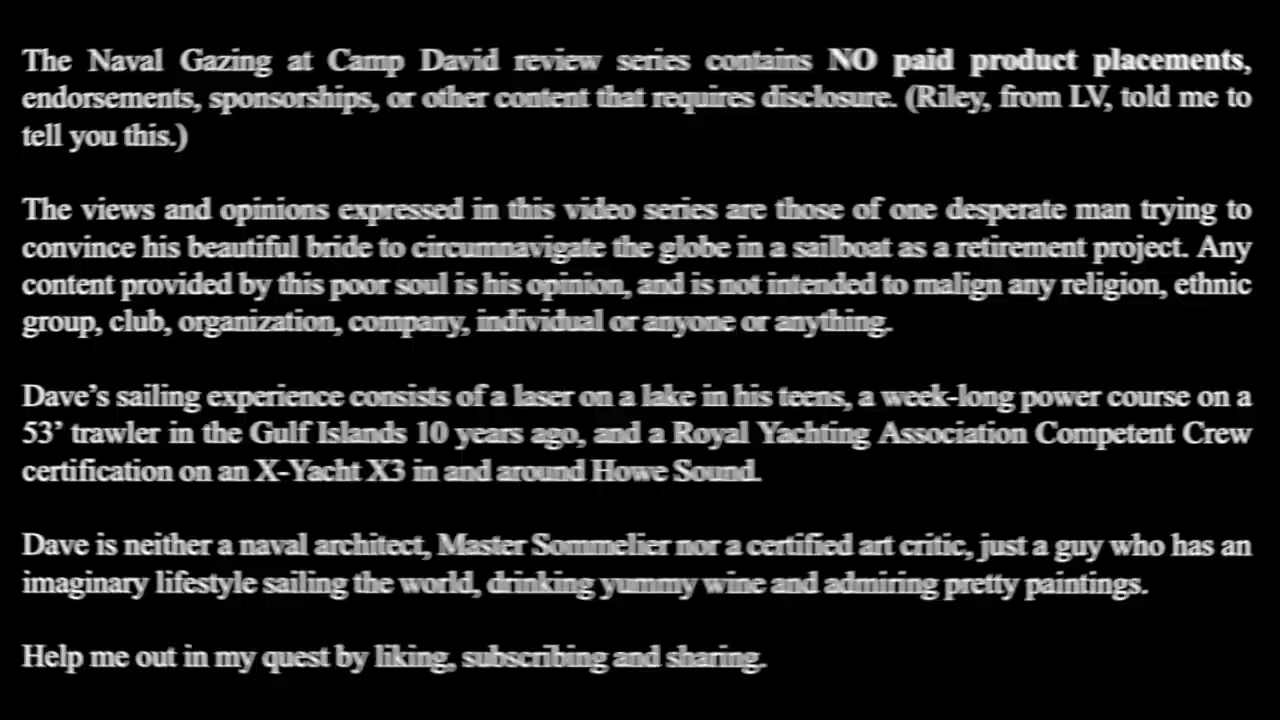 The Naval Gazing at Camp David review series contains NO paid product placements,
endorsements, sponsorships, or other content that requires disclosure. (Riley, from LV, told me to
tell you this.)
The views and opinions expressed in this video series are those of one desperate man trying to
convince his beautiful bride to circumnavigate the globe in a sailboat as a retirement project. Any
content provided by this poor soul is his opinion, and is not intended to malign any religion, ethnic
group, club, organization, company, individual or anyone or anything.
Dave’s sailing experience consists of a laser on a lake in his teens, a week-long power course on a
53’ trawler in the Gulf Islands 10 years ago, and a Royal Yachting Association Competent Crew
certification on an X-Yacht X3 in and around Howe Sound.
Dave is neither a naval architect, Master Sommelier nor a certified art critic, just a guy who has an
imaginary lifestyle sailing the world, drinking yummy wine and admiring pretty paintings.
Help me out in my quest by liking, subscribing and sharing.